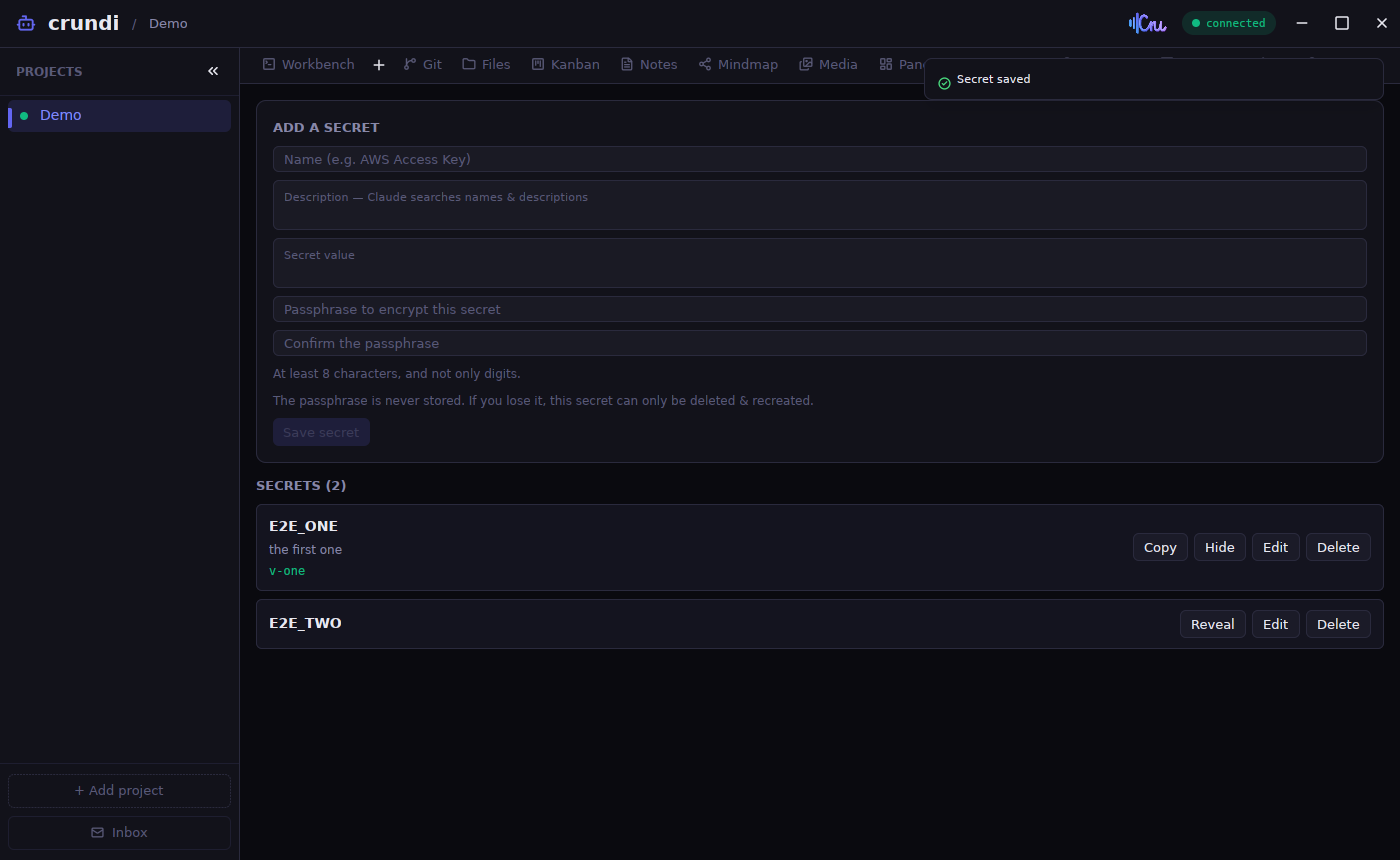 crundi / Demo
Cru
connected
PROJECTS
Workbench
Git
Files
Kanban
Notes
Mindmap
Media
Secret saved
Demo
ADD A SECRET
Name (e.g. AWS Access Key)
Description — Claude searches names & descriptions
Secret value
Passphrase to encrypt this secret
Confirm the passphrase
At least 8 characters, and not only digits.
The passphrase is never stored. If you lose it, this secret can only be deleted & recreated.
Save secret
SECRETS (2)
E2E_ONE
the first one
v-one
Copy
Hide
Edit
Delete
E2E_TWO
Reveal
Edit
Delete
+ Add project
Inbox